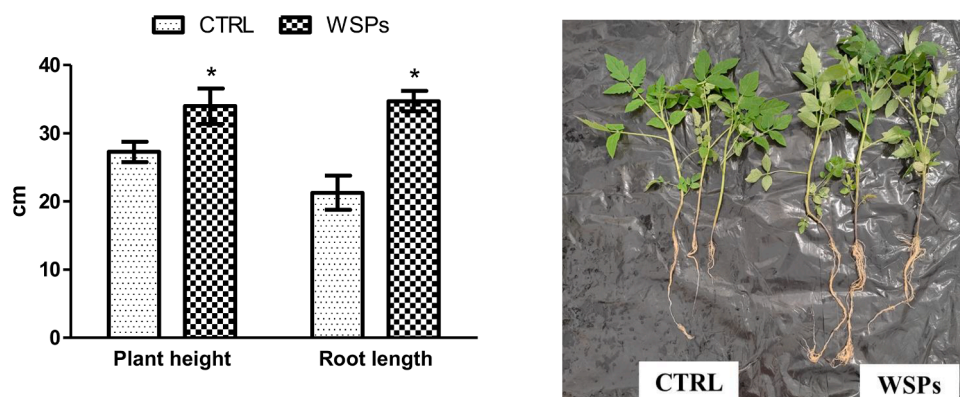 CTRL WSPs
40
30
20
10
0
cm
* *
Plant height Root length
CTRL WSPs